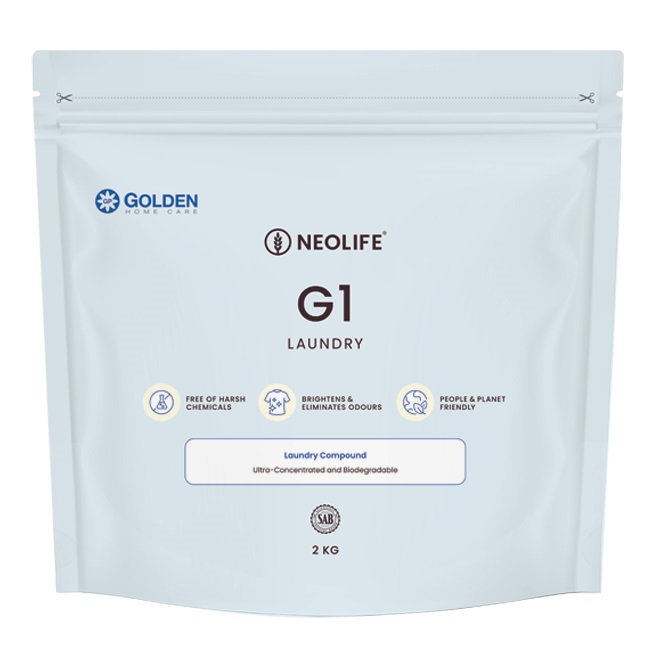 GP GOLDEN
HOME CARE
NEOLIFE®
G1
LAUNDRY
FREE OF HARSH
CHEMICALS
BRIGHTENS &
ELIMINATES ODOURS
PEOPLE & PLANET
FRIENDLY
Laundry Compound
Ultra-Concentrated and Biodegradable
SAB
2 KG